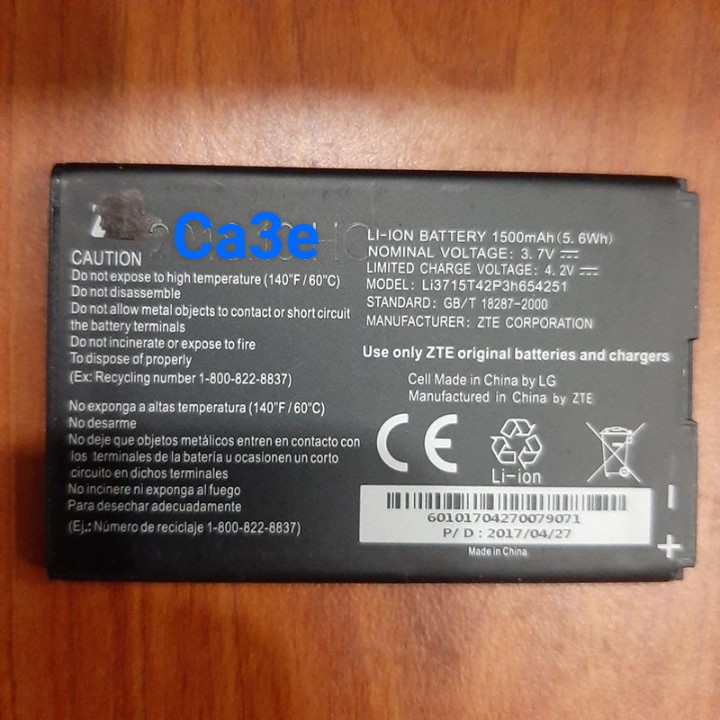 Ca3e
CAUTION
Do not expose to high temperature (140°F / 60°C)
Do not disassemble
Do not allow metal objects to contact or short circuit
the battery terminals
Do not incinerate or expose to fire
To dispose of properly
(Ex: Recycling number 1-800-822-8837)
No exponga a altas temperatura (140°F / 60°C)
No desarme
No deje que objetos metálicos entren en contacto con
los terminales de la batería u ocasionen un corto
circuito en dichos terminales
No incinere ni exponga al fuego
Para desechar adecuadamente
(Ej.: Número de reciclaje 1-800-822-8837)
LI-ION BATTERY 1500mAh (5.6Wh)
NOMINAL VOLTAGE: 3.7V
LIMITED CHARGE VOLTAGE: 4.2V
MODEL: Li3715T42P3h654251
STANDARD: GB/T 18287-2000
MANUFACTURER: ZTE CORPORATION
Use only ZTE original batteries and chargers
Cell Made in China by LG
Manufactured in China by ZTE
CE
Li-ion
60101704270079071
P/D: 2017/04/27
Made in China